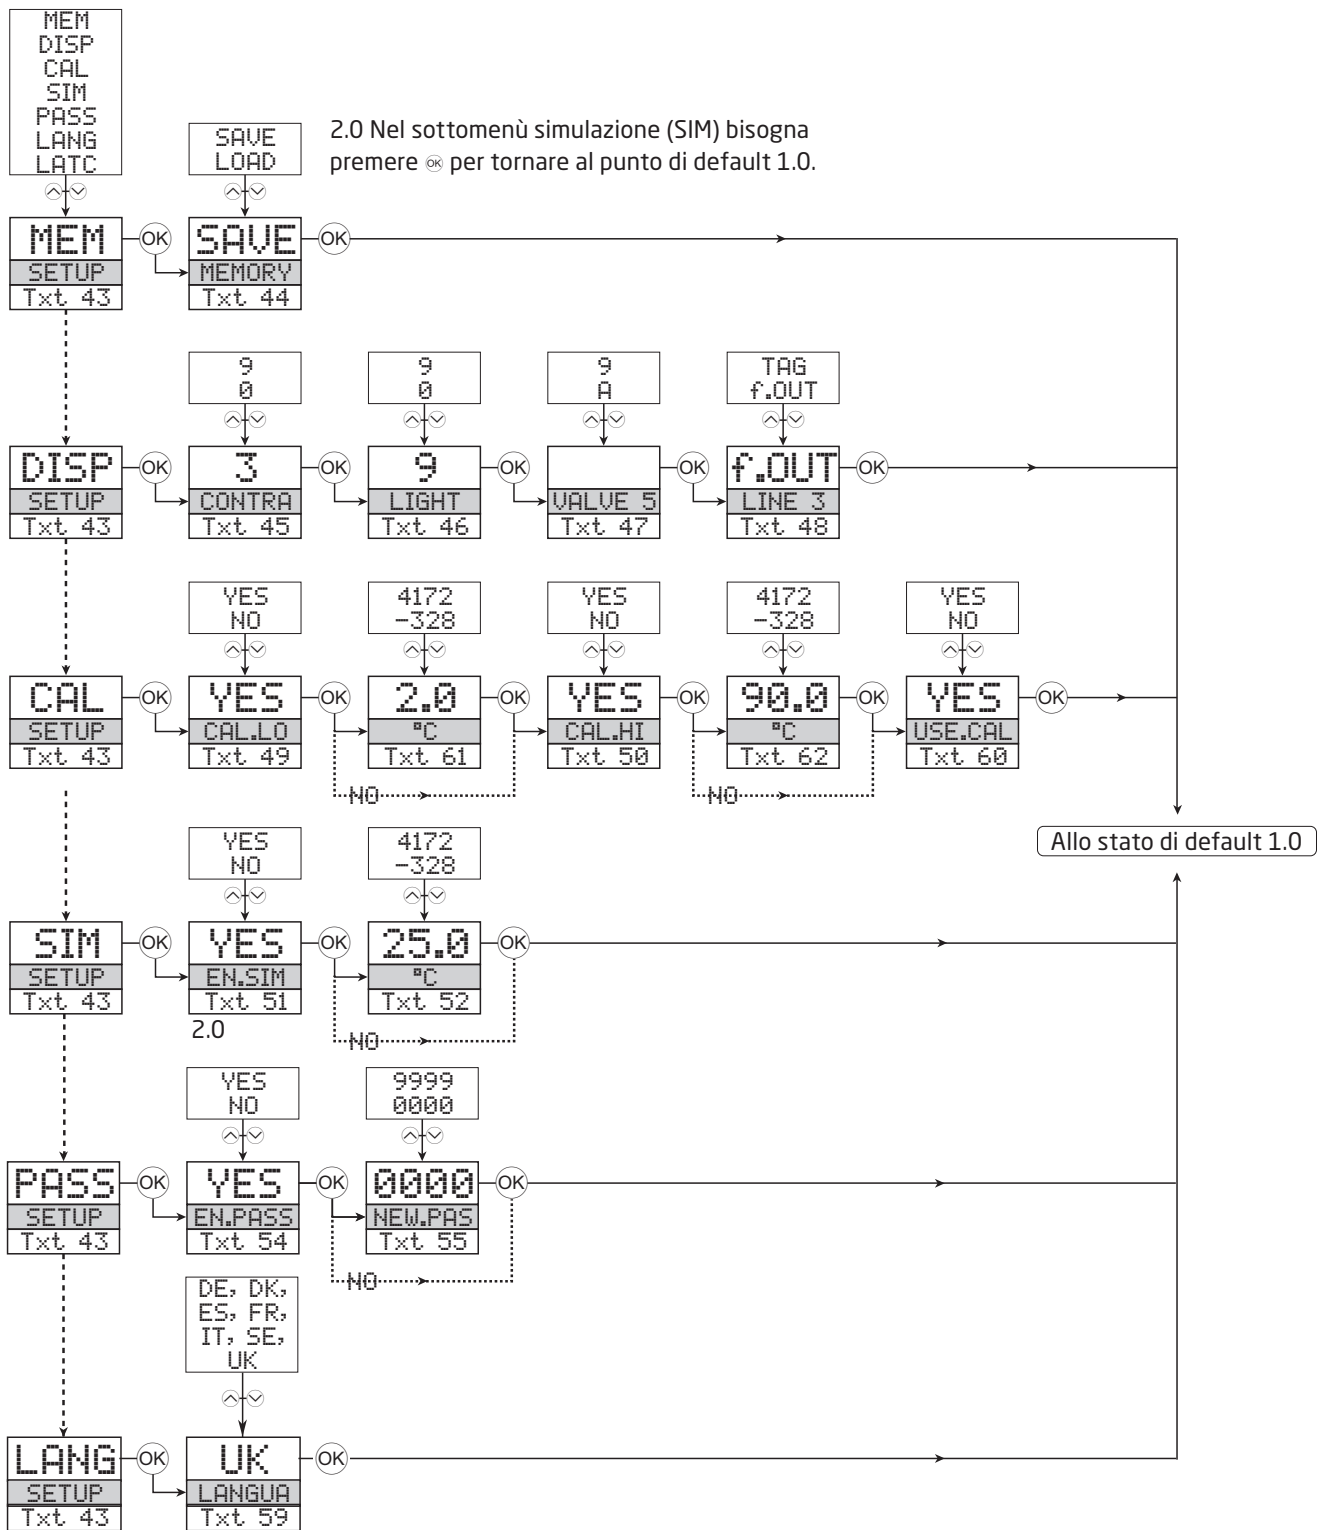 MEM
DISP
CAL
SIM
PASS
LANG
LATC
SAVE
LOAD
2.0 Nel sottomenù simulazione (SIM) bisogna
premere OK per tornare al punto di default 1.0.
MEM
SETUP
Txt 43
OK
SAVE
MEMORY
Txt 44
OK
9
0
9
0
9
A
TAG
f.OUT
DISP
SETUP
Txt 43
OK
3
CONTRA
Txt 45
OK
9
LIGHT
Txt 46
OK
VALVE 5
Txt 47
OK
f.OUT
LINE 3
Txt 48
OK
YES
NO
4172
-328
YES
NO
4172
-328
YES
NO
CAL
SETUP
Txt 43
OK
YES
CAL.LO
Txt 49
OK
2.0
°C
Txt 61
OK
YES
CAL.HI
Txt 50
OK
90.0
°C
Txt 62
OK
YES
USE.CAL
Txt 60
OK
NO
NO
Allo stato di default 1.0
YES
NO
4172
-328
SIM
SETUP
Txt 43
OK
YES
EN.SIM
Txt 51
2.0
OK
25.0
°C
Txt 52
OK
NO
YES
NO
9999
0000
PASS
SETUP
Txt 43
OK
YES
EN.PASS
Txt 54
OK
0000
NEW.PAS
Txt 55
OK
NO
DE, DK,
ES, FR,
IT, SE,
UK
LANG
SETUP
Txt 43
OK
UK
LANGUA
Txt 59
OK